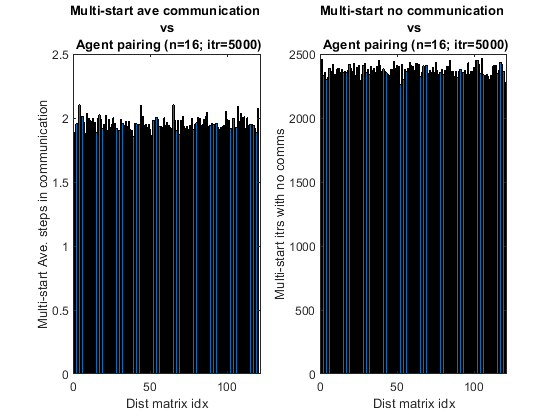 Multi-start ave communication
vs
Agent pairing (n=16; itr=5000)
Multi-start Ave. steps in communication
2.5
2
1.5
1
0.5
0
0
50
100
Dist matrix idx
Multi-start no communication
vs
Agent pairing (n=16; itr=5000)
Multi-start itrs with no comms
2500
2000
1500
1000
500
0
0
50
100
Dist matrix idx